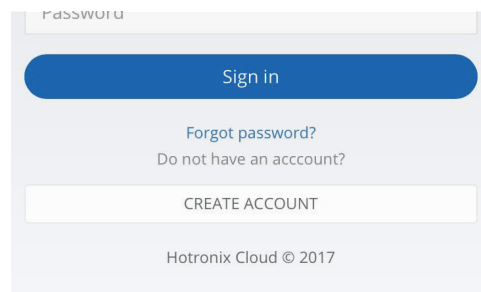 Password
Sign in
Forgot password?
Do not have an acccount?
CREATE ACCOUNT
Hotronix Cloud © 2017